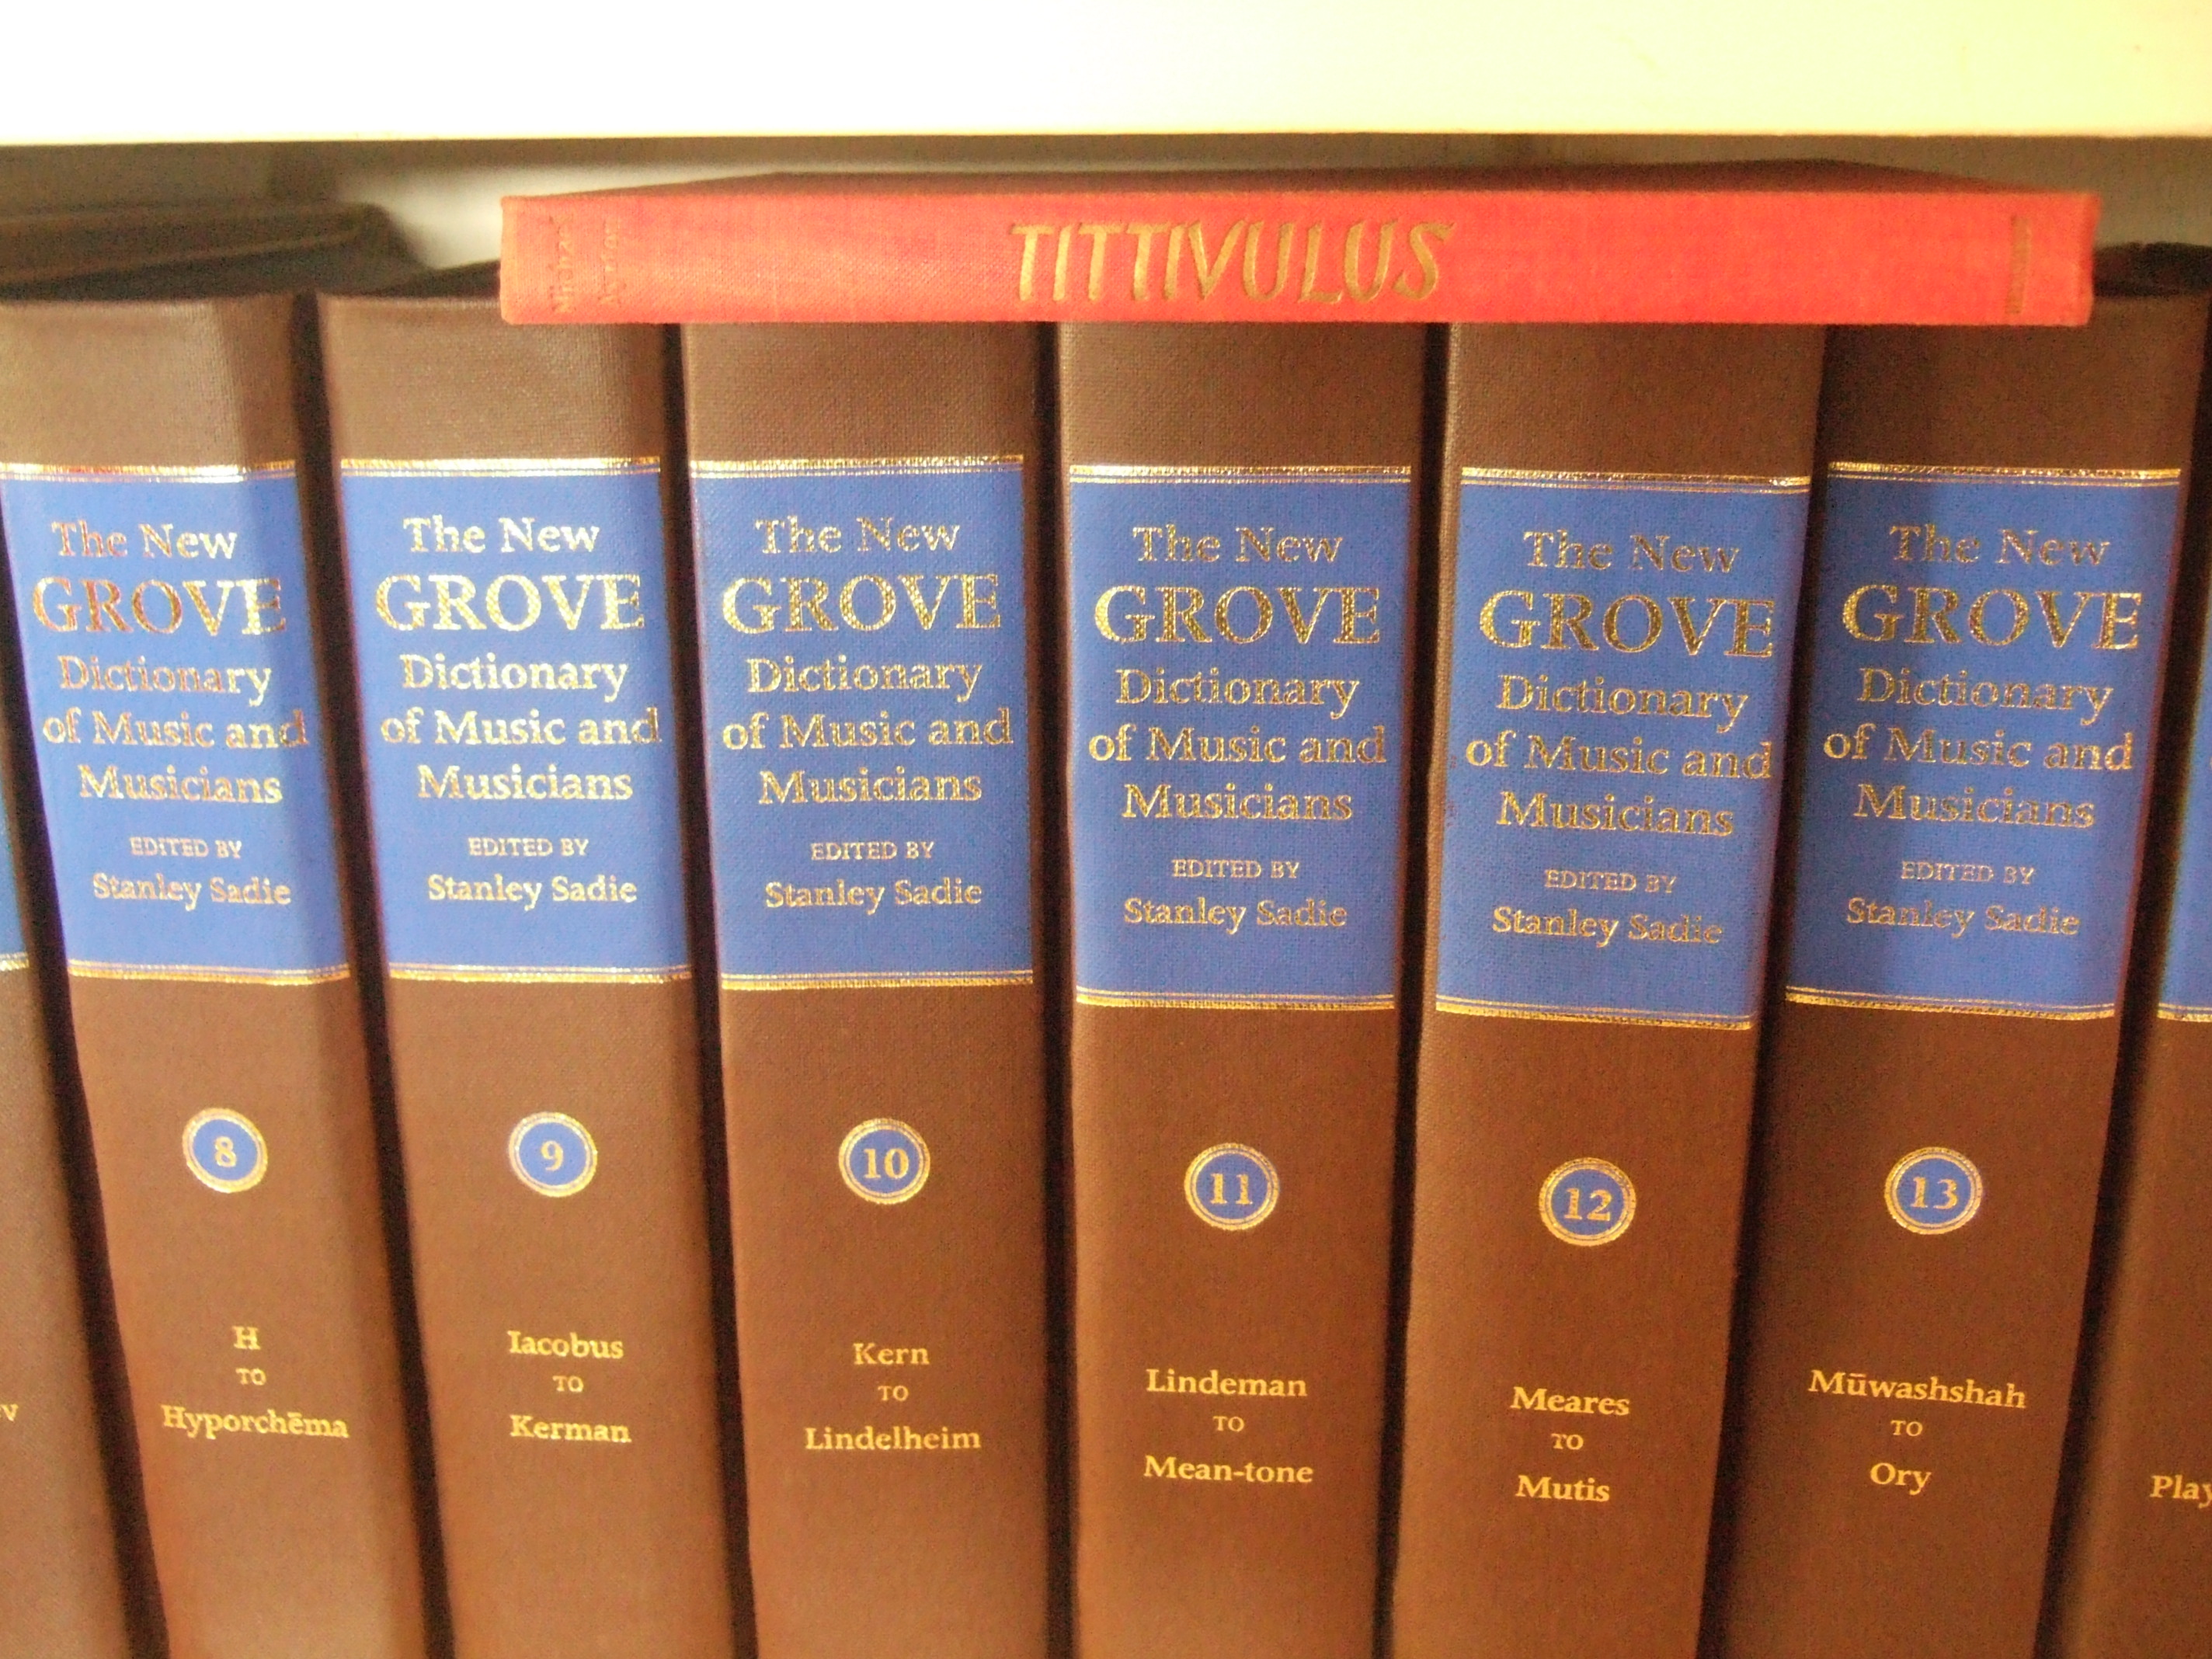 TITTIVULUS
Michael
Ayrton
The New
GROVE
Dictionary
of Music and
Musicians
EDITED BY
Stanley Sadie
8
H
TO
Hyporchēma
The New
GROVE
Dictionary
of Music and
Musicians
EDITED BY
Stanley Sadie
9
Iacobus
TO
Kerman
The New
GROVE
Dictionary
of Music and
Musicians
EDITED BY
Stanley Sadie
10
Kern
TO
Lindelheim
The New
GROVE
Dictionary
of Music and
Musicians
EDITED BY
Stanley Sadie
11
Lindeman
TO
Mean-tone
The New
GROVE
Dictionary
of Music and
Musicians
EDITED BY
Stanley Sadie
12
Meares
TO
Mutis
The New
GROVE
Dictionary
of Music and
Musicians
EDITED BY
Stanley Sadie
13
Mūwashshah
TO
Ory
Play